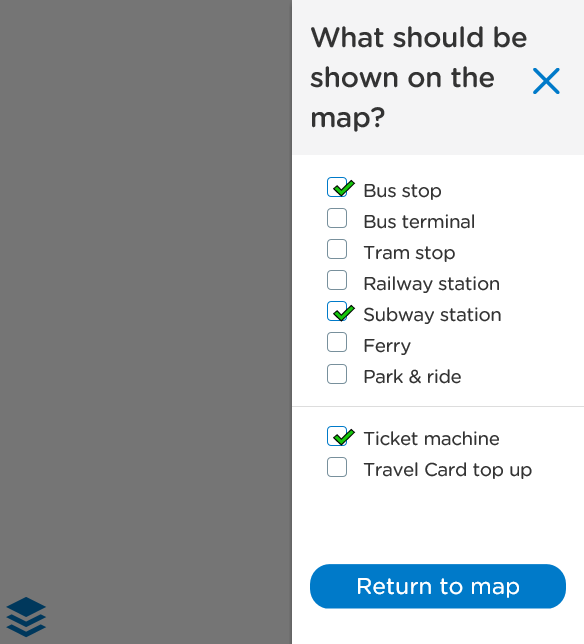 What should be
shown on the
map?
Bus stop
Bus terminal
Tram stop
Railway station
Subway station
Ferry
Park & ride
Ticket machine
Travel Card top up
Return to map